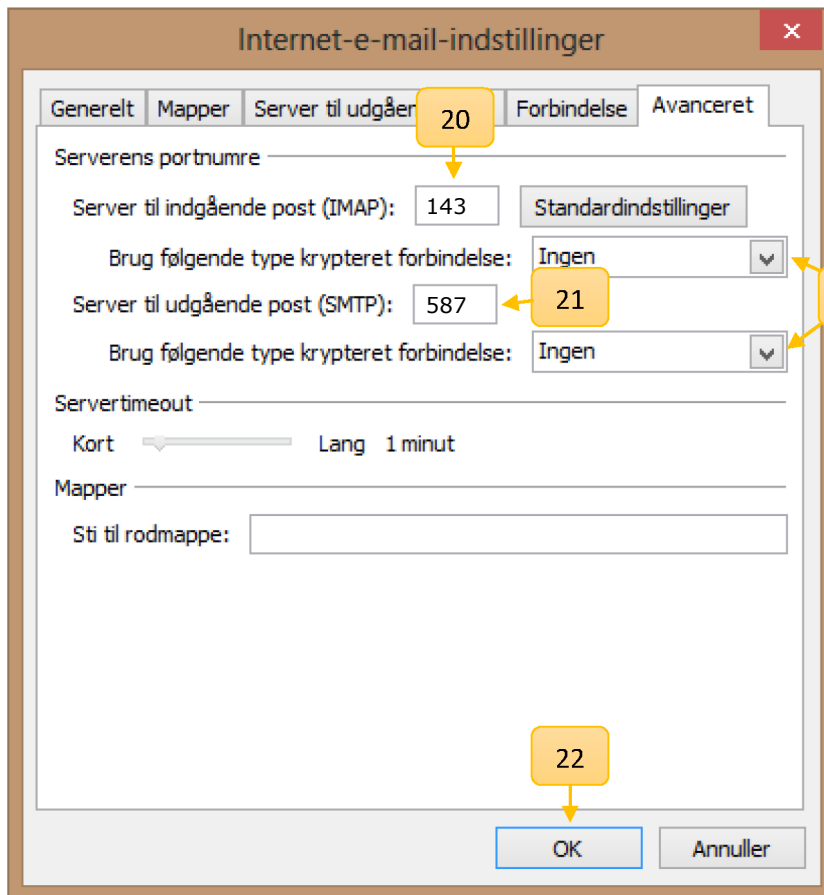 Internet-e-mail-indstillinger
Generelt Mapper Server til udgåen Forbindelse Avanceret
20
Serverens portnumre
Server til indgående post (IMAP): 143 Standardindstillinger
Brug følgende type krypteret forbindelse: Ingen
Server til udgående post (SMTP): 587 21
Brug følgende type krypteret forbindelse: Ingen
Servertimeout
Kort Lang 1 minut
Mapper
Sti til rodmappe:
22
OK Annuller